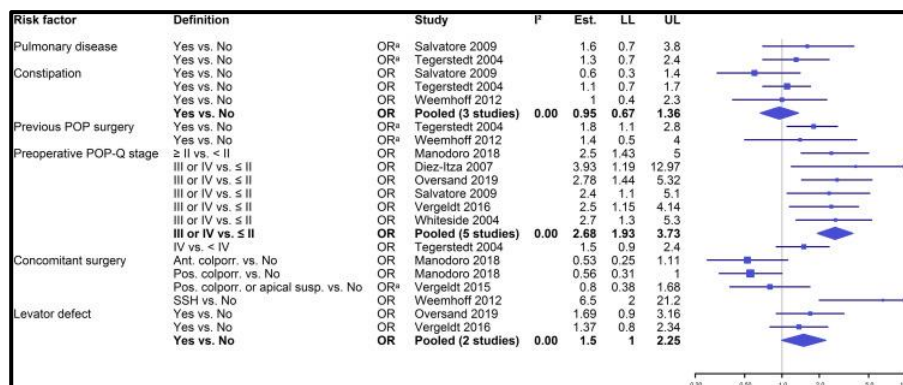 Risk factor Definition Study I² Est. LL UL
Pulmonary disease Yes vs. No ORᵃ Salvatore 2009 1.6 0.7 3.8
Yes vs. No ORᵃ Tegerstedt 2004 1.3 0.7 2.4
Constipation Yes vs. No OR Salvatore 2009 0.6 0.3 1.4
Yes vs. No OR Tegerstedt 2004 1.1 0.7 1.7
Yes vs. No OR Weemhoff 2012 1 0.4 2.3
Yes vs. No OR Pooled (3 studies) 0.00 0.95 0.67 1.36
Previous POP surgery Yes vs. No ORᵃ Tegerstedt 2004 1.8 1.1 2.8
Yes vs. No ORᵃ Weemhoff 2012 1.4 0.5 4
Preoperative POP-Q stage ≥ II vs. < II OR Manodoro 2018 2.5 1.43 5
III or IV vs. ≤ II OR Diez-Itza 2007 3.93 1.19 12.97
III or IV vs. ≤ II OR Oversand 2019 2.78 1.44 5.32
III or IV vs. ≤ II OR Salvatore 2009 2.4 1.1 5.1
III or IV vs. ≤ II OR Vergeldt 2016 2.5 1.15 4.14
III or IV vs. ≤ II OR Whiteside 2004 2.7 1.3 5.3
III or IV vs. ≤ II OR Pooled (5 studies) 0.00 2.68 1.93 3.73
IV vs. < IV OR Tegerstedt 2004 1.5 0.9 2.4
Concomitant surgery Ant. colporr. vs. No OR Manodoro 2018 0.53 0.25 1.11
Pos. colporr. vs. No OR Manodoro 2018 0.56 0.31 1
Pos. colporr. or apical susp. vs. No ORᵃ Vergeldt 2015 0.8 0.38 1.68
SSH vs. No OR Weemhoff 2012 6.5 2 21.2
Levator defect Yes vs. No OR Oversand 2019 1.69 0.9 3.16
Yes vs. No OR Vergeldt 2016 1.37 0.8 2.34
Yes vs. No OR Pooled (2 studies) 0.00 1.5 1 2.25